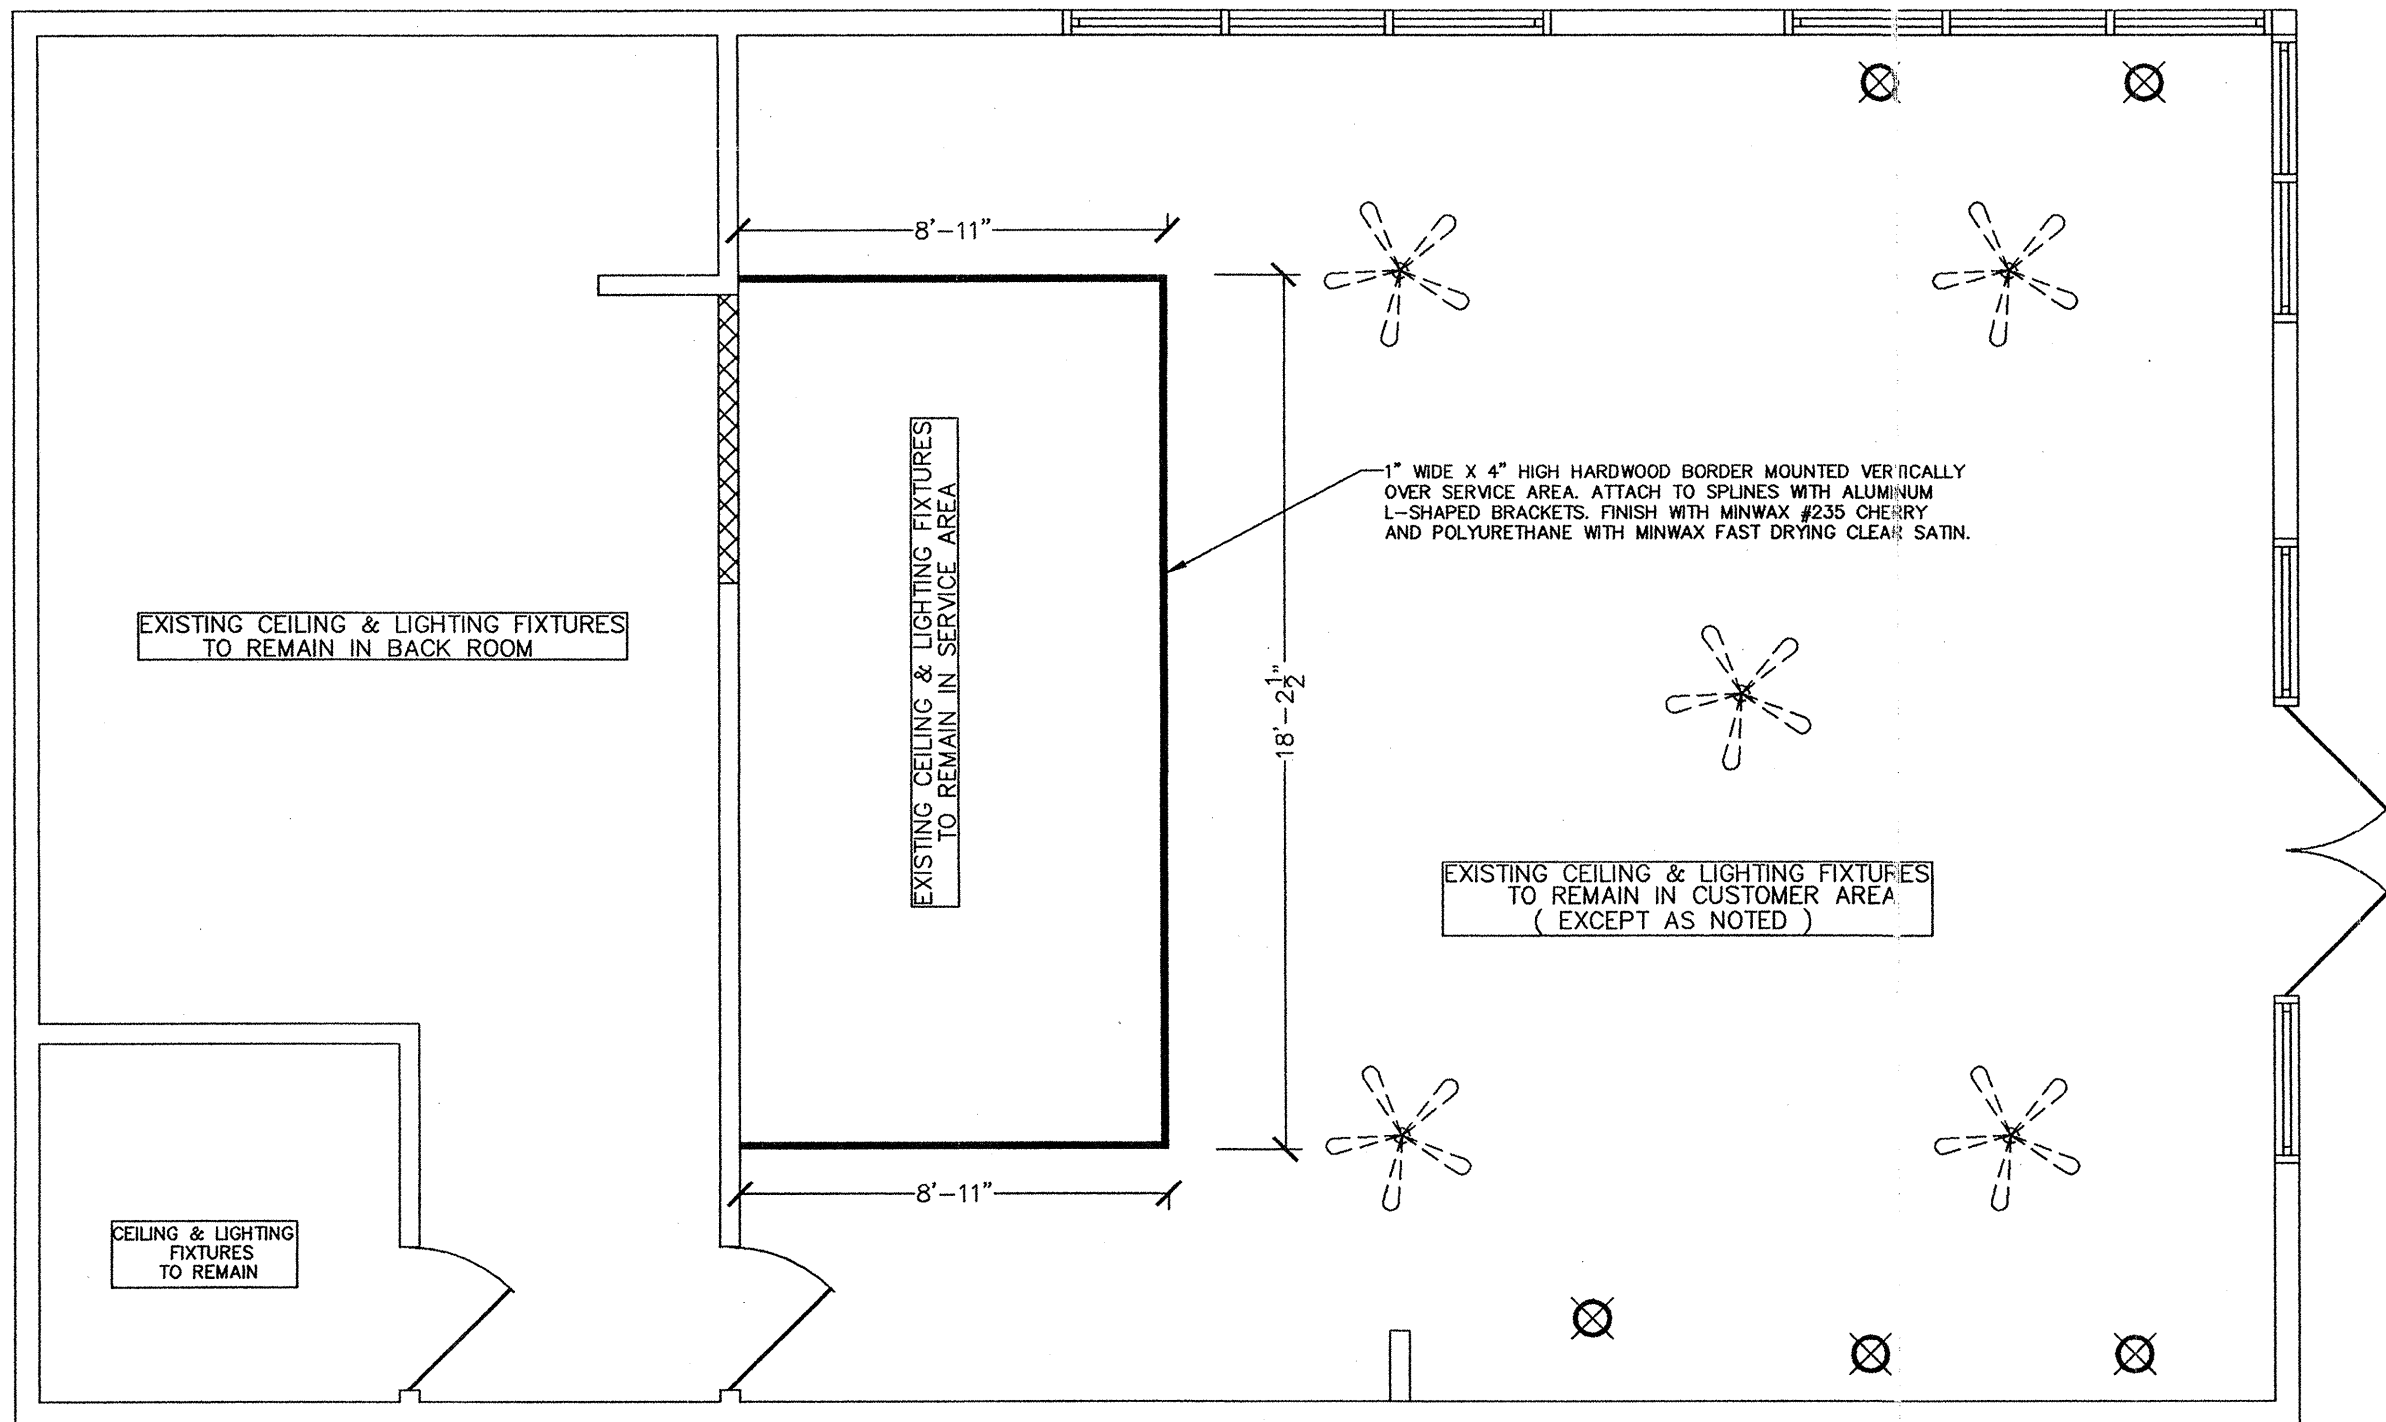 8'-11"
1" WIDE X 4" HIGH HARDWOOD BORDER MOUNTED VERTICALLY
OVER SERVICE AREA. ATTACH TO SPLINES WITH ALUMINUM
L-SHAPED BRACKETS. FINISH WITH MINWAX #235 CHERRY
AND POLYURETHANE WITH MINWAX FAST DRYING CLEAR SATIN.
EXISTING CEILING & LIGHTING FIXTURES
TO REMAIN IN BACK ROOM
EXISTING CEILING & LIGHTING FIXTURES
TO REMAIN IN SERVICE AREA
18'-2½"
EXISTING CEILING & LIGHTING FIXTURES
TO REMAIN IN CUSTOMER AREA
( EXCEPT AS NOTED )
8'-11"
CEILING & LIGHTING
FIXTURES
TO REMAIN